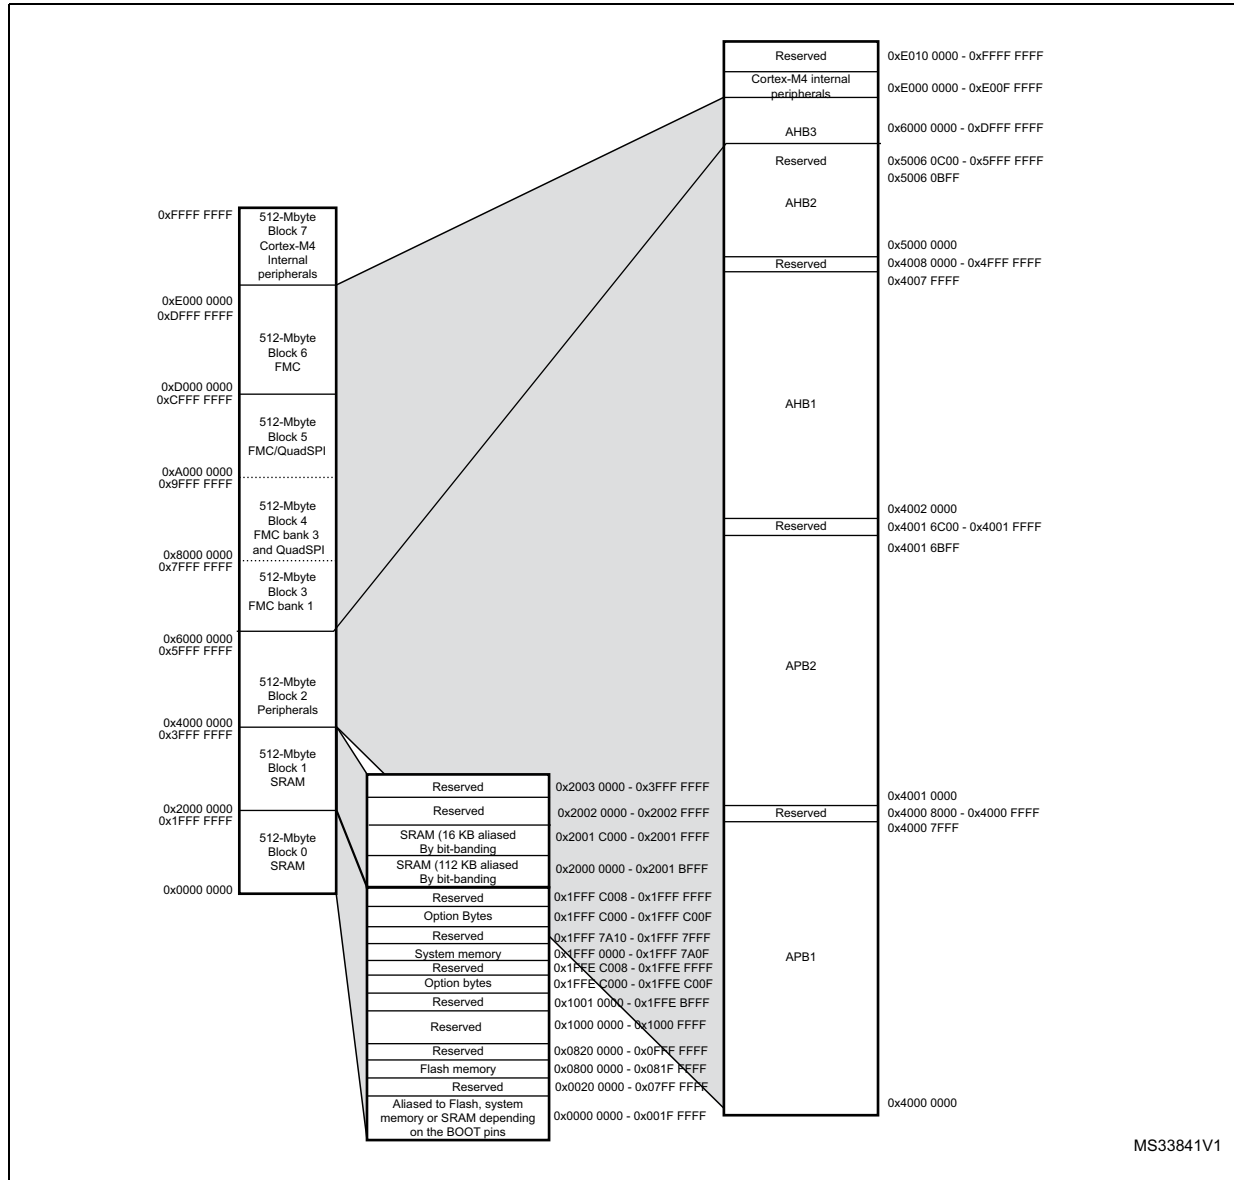 0xFFFF FFFF
512-Mbyte
Block 7
Cortex-M4
Internal
peripherals
0xE000 0000
0xDFFF FFFF
512-Mbyte
Block 6
FMC
0xD000 0000
0xCFFF FFFF
512-Mbyte
Block 5
FMC/QuadSPI
0xA000 0000
0x9FFF FFFF
512-Mbyte
Block 4
FMC bank 3
and QuadSPI
0x8000 0000
0x7FFF FFFF
512-Mbyte
Block 3
FMC bank 1
0x6000 0000
0x5FFF FFFF
512-Mbyte
Block 2
Peripherals
0x4000 0000
0x3FFF FFFF
512-Mbyte
Block 1
SRAM
0x2000 0000
0x1FFF FFFF
512-Mbyte
Block 0
SRAM
0x0000 0000
Reserved 0x2003 0000 - 0x3FFF FFFF
Reserved 0x2002 0000 - 0x2002 FFFF
SRAM (16 KB aliased
By bit-banding
0x2001 C000 - 0x2001 FFFF
SRAM (112 KB aliased
By bit-banding
0x2000 0000 - 0x2001 BFFF
Reserved 0x1FFF C008 - 0x1FFF FFFF
Option Bytes 0x1FFF C000 - 0x1FFF C00F
Reserved 0x1FFF 7A10 - 0x1FFF 7FFF
System memory 0x1FFF 0000 - 0x1FFF 7A0F
Reserved 0x1FFE C008 - 0x1FFE FFFF
Option bytes 0x1FFE C000 - 0x1FFE C00F
Reserved 0x1001 0000 - 0x1FFE BFFF
Reserved 0x1000 0000 - 0x1000 FFFF
Reserved 0x0820 0000 - 0x0FFF FFFF
Flash memory 0x0800 0000 - 0x081F FFFF
Reserved 0x0020 0000 - 0x07FF FFFF
Aliased to Flash, system
memory or SRAM depending
on the BOOT pins
0x0000 0000 - 0x001F FFFF
Reserved 0xE010 0000 - 0xFFFF FFFF
Cortex-M4 internal
peripherals
0xE000 0000 - 0xE00F FFFF
AHB3 0x6000 0000 - 0xDFFF FFFF
Reserved 0x5006 0C00 - 0x5FFF FFFF
0x5006 0BFF
AHB2
0x5000 0000
Reserved 0x4008 0000 - 0x4FFF FFFF
0x4007 FFFF
AHB1
0x4002 0000
Reserved 0x4001 6C00 - 0x4001 FFFF
0x4001 6BFF
APB2
0x4001 0000
Reserved 0x4000 8000 - 0x4000 FFFF
0x4000 7FFF
APB1
0x4000 0000
MS33841V1